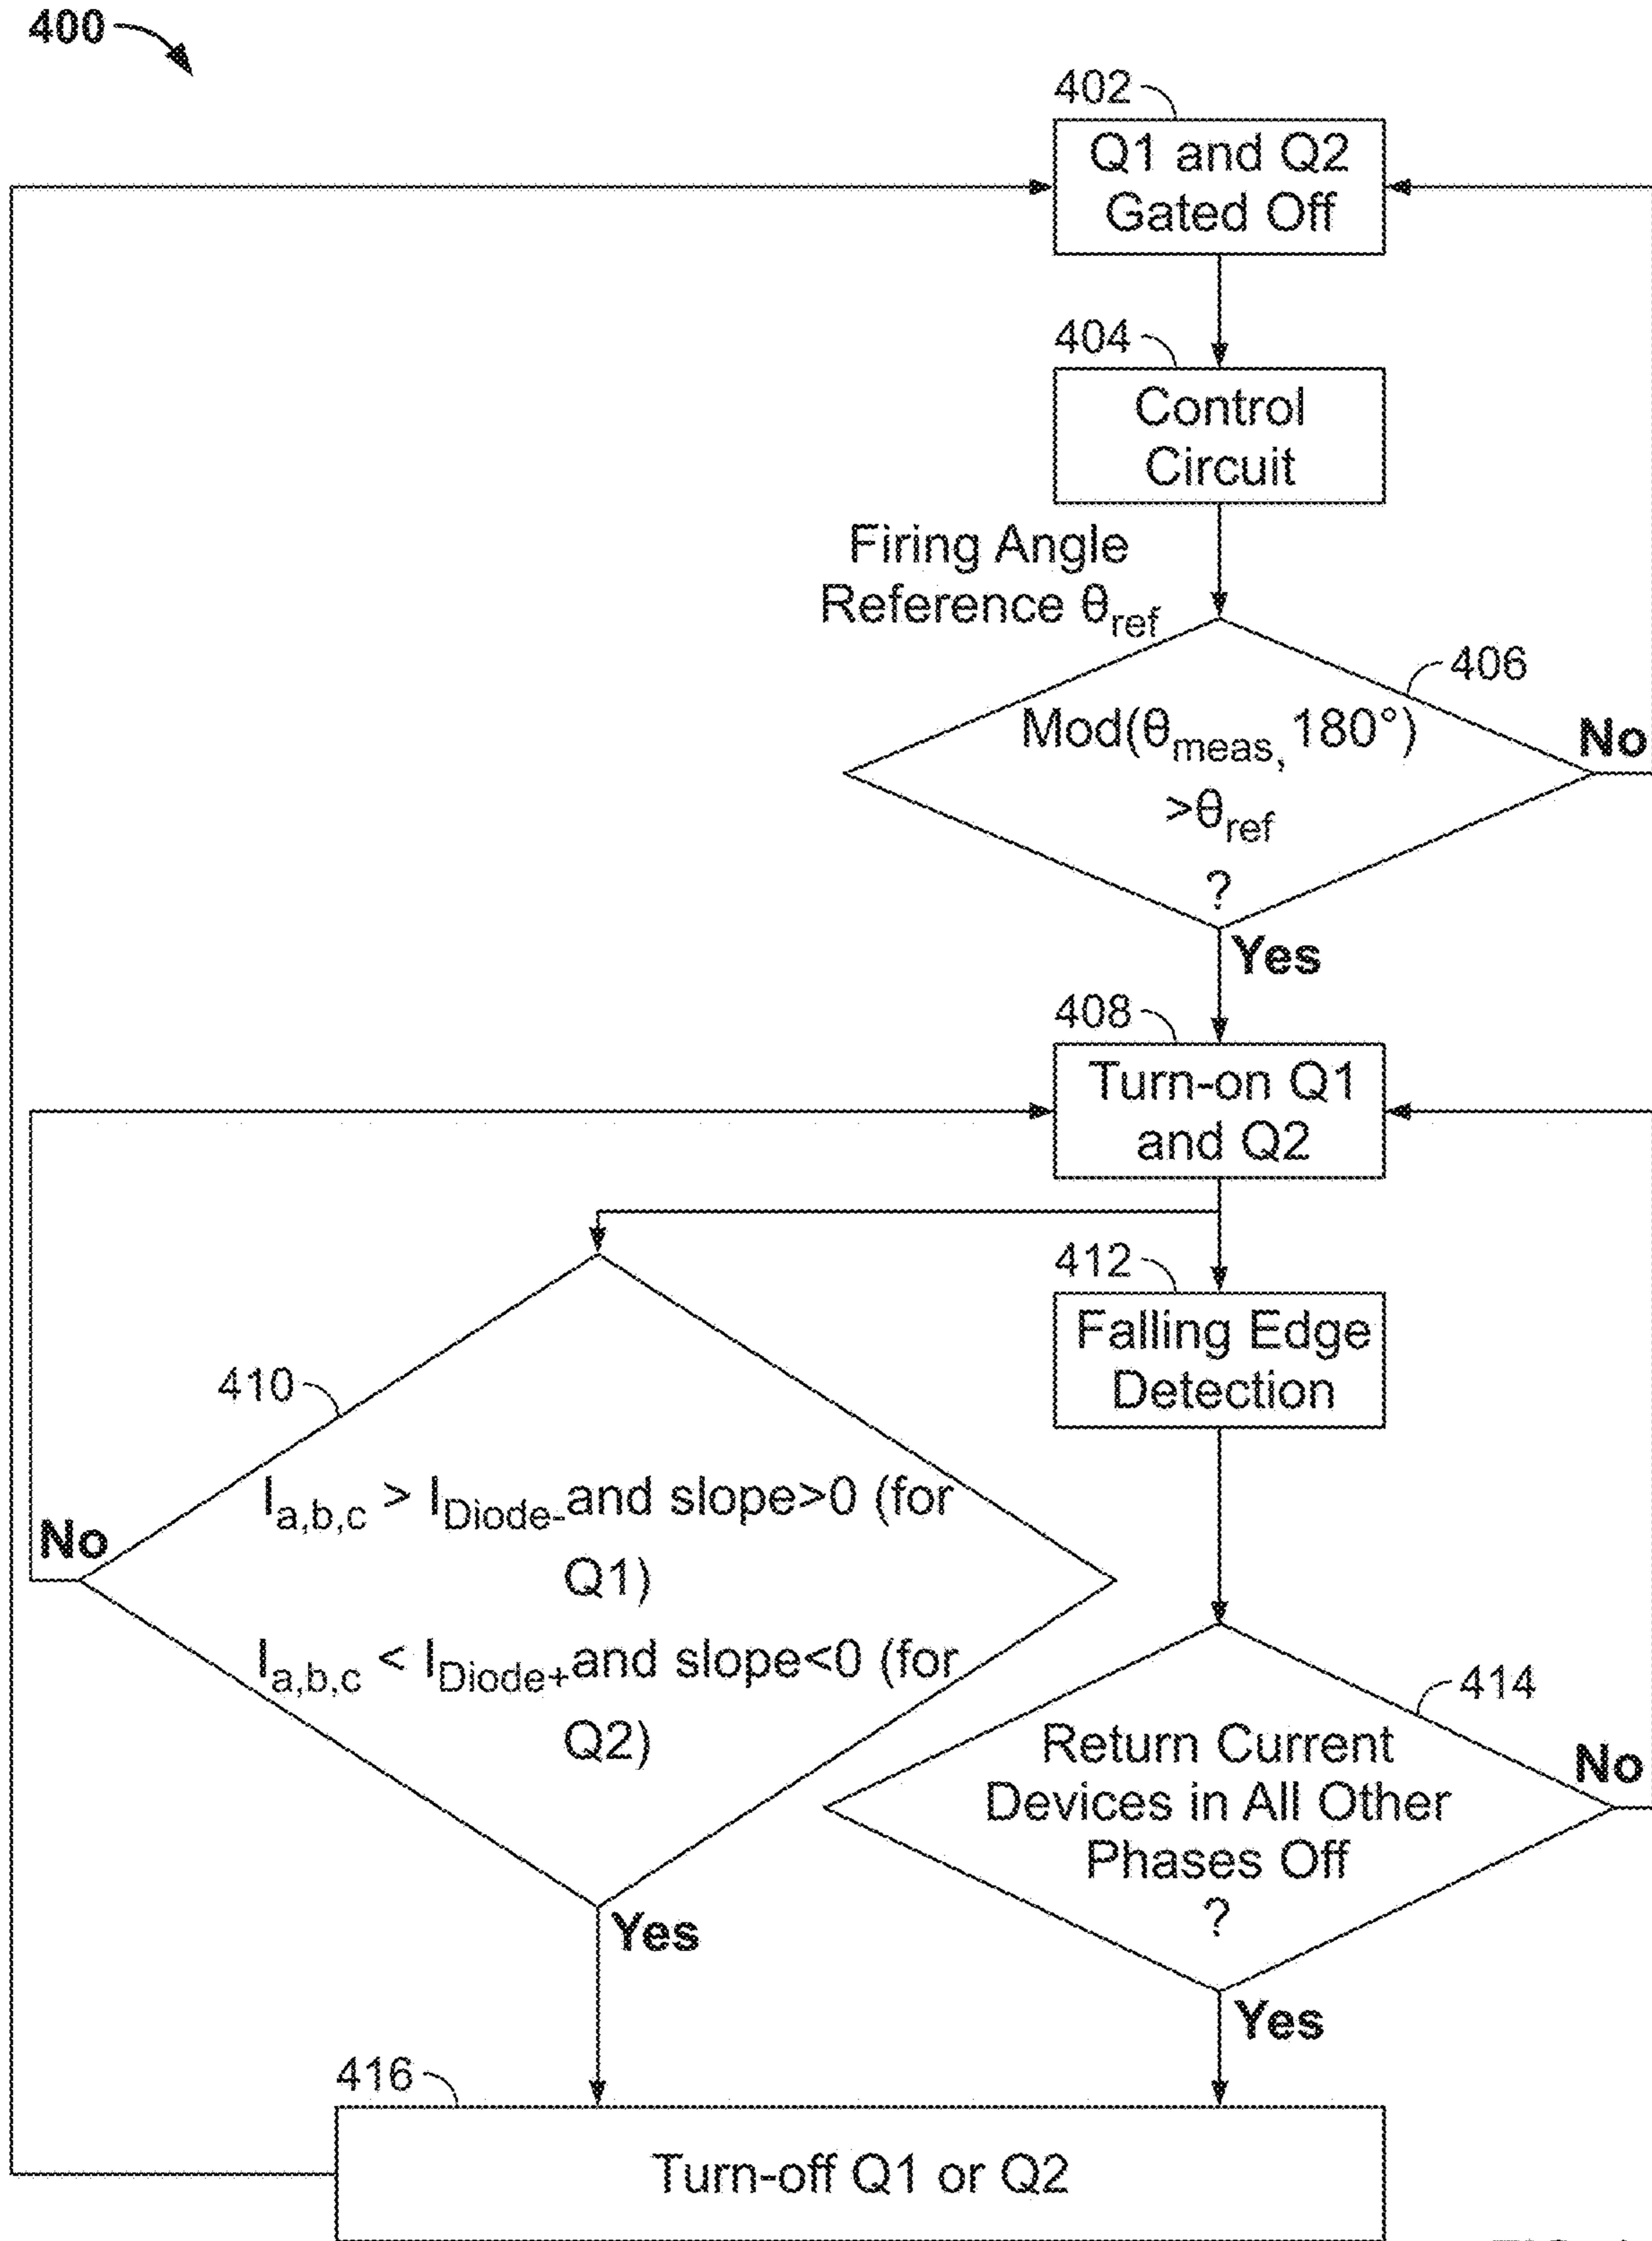 400
402
Q1 and Q2
Gated Off
404
Control
Circuit
Firing Angle
Reference θref
406
Mod(θmeas, 180°)
>θref
?
No
Yes
408
Turn-on Q1
and Q2
412
Falling Edge
Detection
410
Ia,b,c > IDiode- and slope>0 (for
Q1)
Ia,b,c < IDiode+ and slope<0 (for
Q2)
No
Yes
414
Return Current
Devices in All Other
Phases Off
?
No
Yes
416
Turn-off Q1 or Q2